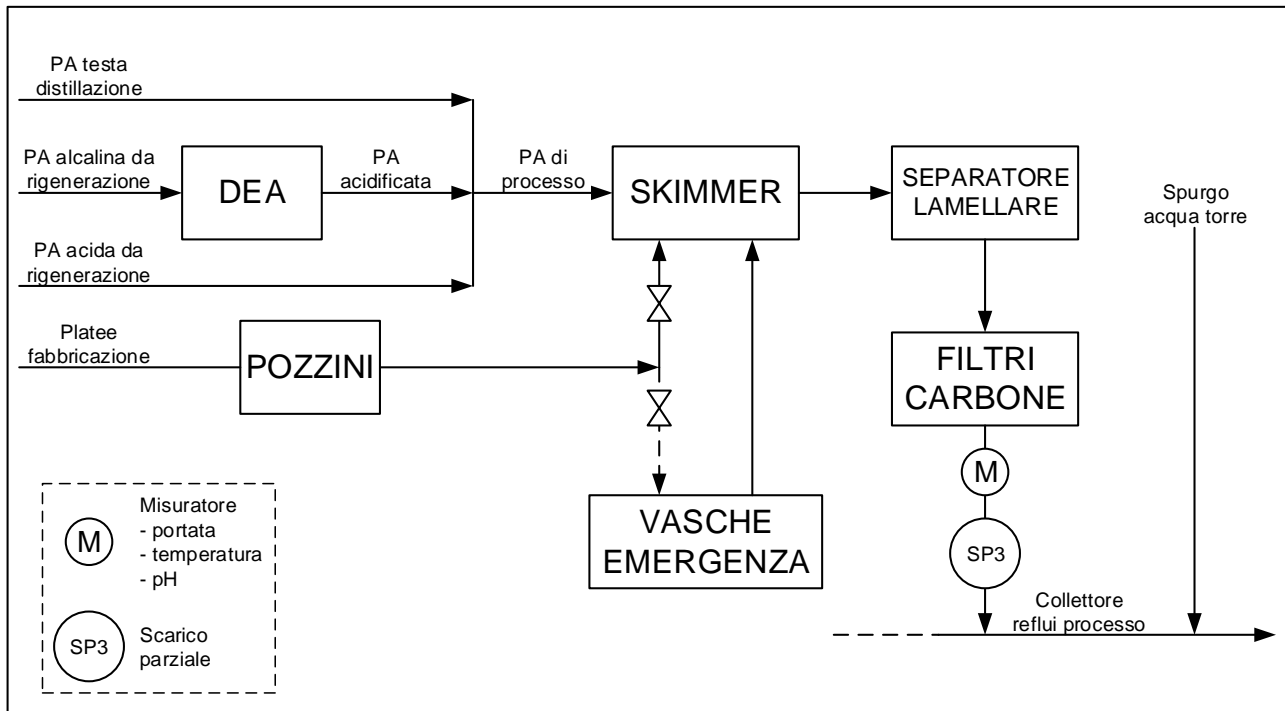 PA testa
distillazione
PA alcalina da
rigenerazione
DEA
PA
acidificata
PA di
processo
SKIMMER
SEPARATORE
LAMELLARE
Spurgo
acqua torre
PA acida da
rigenerazione
Platee
fabbricazione
POZZINI
FILTRI
CARBONE
M
SP3
VASCHE
EMERGENZA
Collettore
reflui processo
M
Misuratore
- portata
- temperatura
- pH
SP3
Scarico
parziale